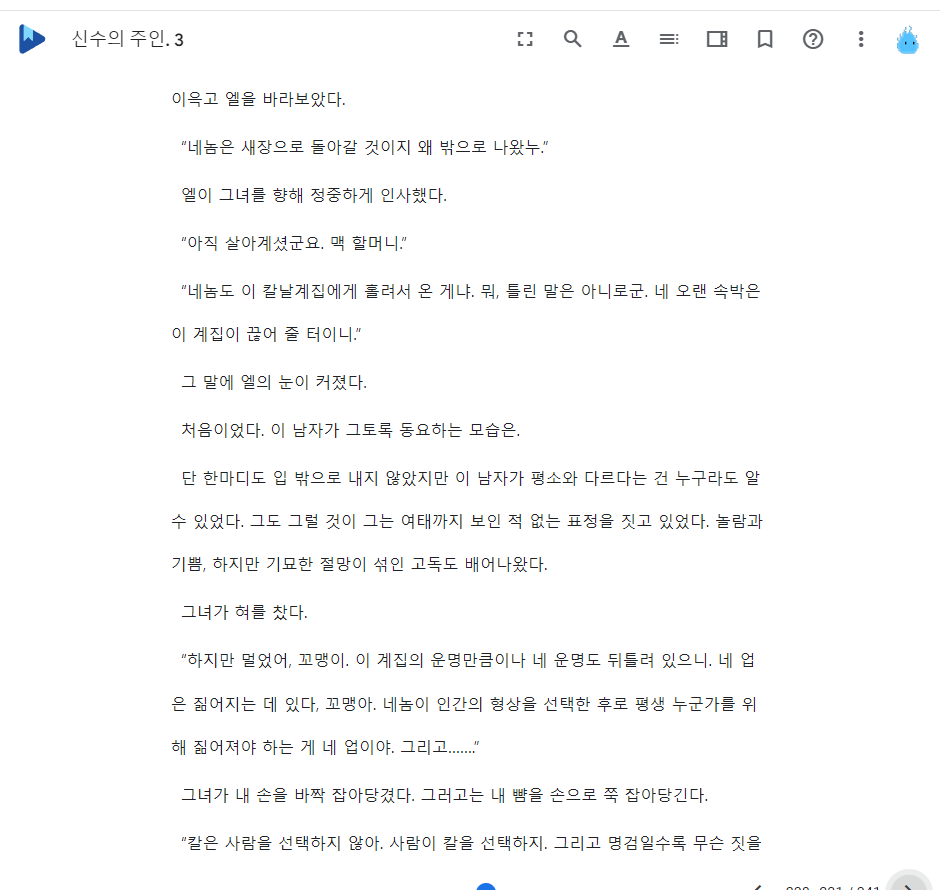 신수의 주인. 3
이윽고 엘을 바라보았다.
"네놈은 새장으로 돌아갈 것이지 왜 밖으로 나왔누."
엘이 그녀를 향해 정중하게 인사했다.
"아직 살아계셨군요. 맥 할머니."
"네놈도 이 칼날계집에게 홀려서 온 게냐. 뭐, 틀린 말은 아니로군. 네 오랜 속박은
이 계집이 끊어 줄 터이니."
그 말에 엘의 눈이 커졌다.
처음이었다. 이 남자가 그토록 동요하는 모습은.
단 한마디도 입 밖으로 내지 않았지만 이 남자가 평소와 다르다는 건 누구라도 알
수 있었다. 그도 그럴 것이 그는 여태까지 보인 적 없는 표정을 짓고 있었다. 놀람과
기쁨, 하지만 기묘한 절망이 섞인 고독도 배어나왔다.
그녀가 혀를 찼다.
"하지만 멀었어, 꼬맹이. 이 계집의 운명만큼이나 네 운명도 뒤틀려 있으니. 네 업
은 짊어지는 데 있다, 꼬맹아. 네놈이 인간의 형상을 선택한 후로 평생 누군가를 위
해 짊어져야 하는 게 네 업이야. 그리고……."
그녀가 내 손을 바짝 잡아당겼다. 그러고는 내 뺨을 손으로 쭉 잡아당긴다.
"칼은 사람을 선택하지 않아. 사람이 칼을 선택하지. 그리고 명검일수록 무슨 짓을